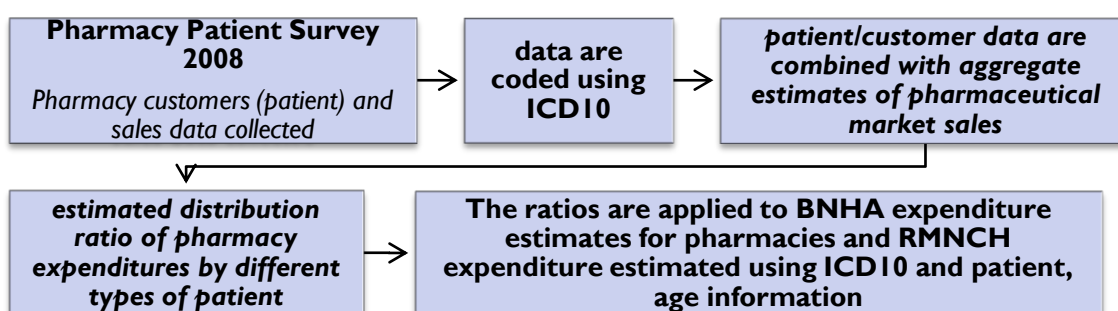 Pharmacy Patient Survey
2008
Pharmacy customers (patient) and
sales data collected
data are
coded using
ICD10
patient/customer data are
combined with aggregate
estimates of pharmaceutical
market sales
estimated distribution
ratio of pharmacy
expenditures by different
types of patient
The ratios are applied to BNHA expenditure
estimates for pharmacies and RMNCH
expenditure estimated using ICD10 and patient,
age information